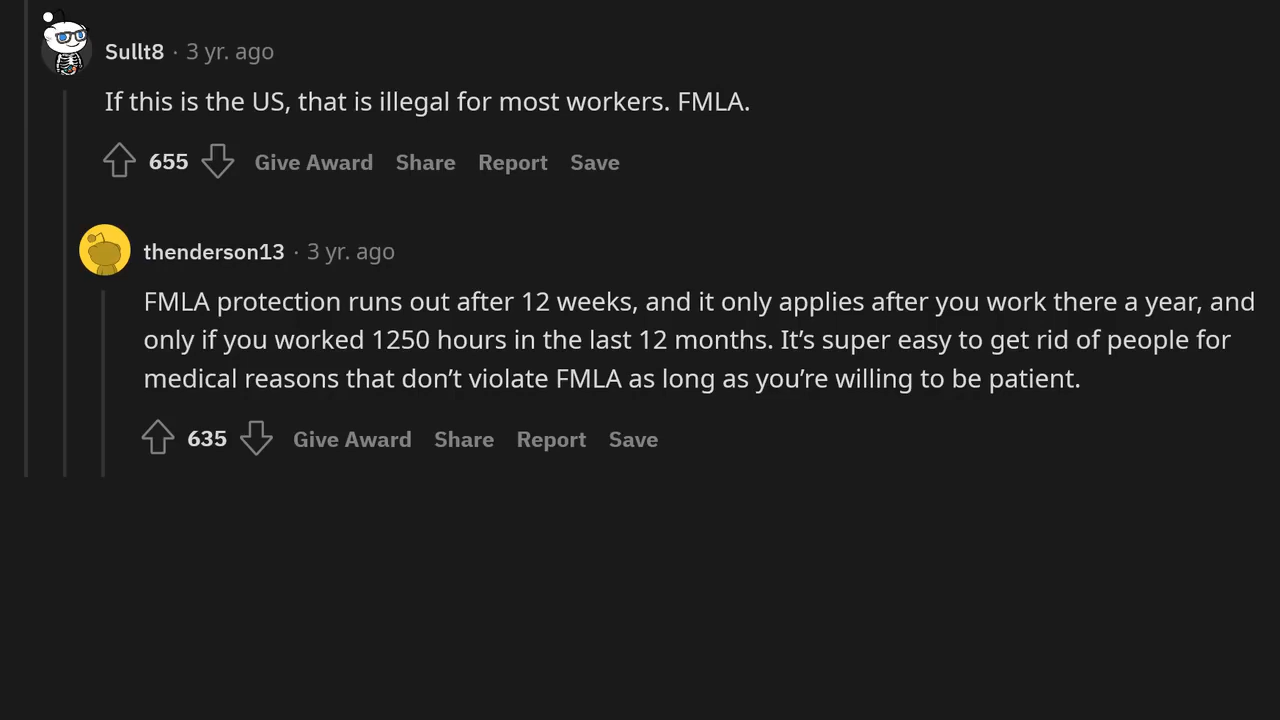 Sullt8 · 3 yr. ago
If this is the US, that is illegal for most workers. FMLA.
655 Give Award Share Report Save
thenderson13 · 3 yr. ago
FMLA protection runs out after 12 weeks, and it only applies after you work there a year, and
only if you worked 1250 hours in the last 12 months. It’s super easy to get rid of people for
medical reasons that don’t violate FMLA as long as you’re willing to be patient.
635 Give Award Share Report Save